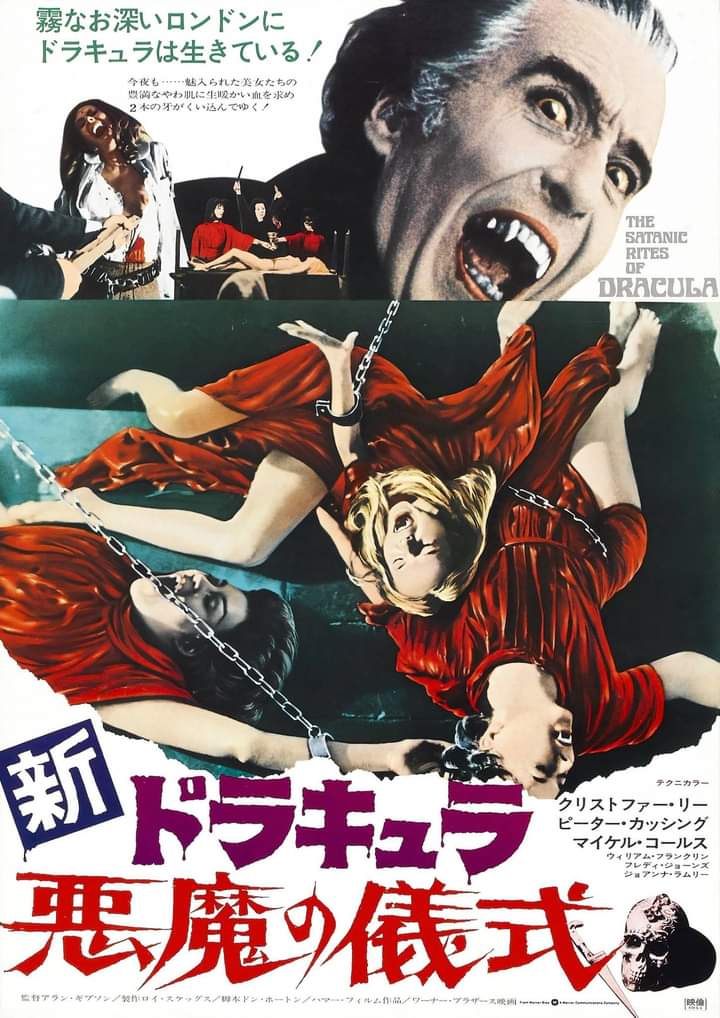 霧なお深いロンドンに
ドラキュラは生きている!
今夜も……魅入られた美女たちの
豊満なやわ肌に生暖かい血を求め
2本の牙がくい込んでゆく!
THE
SATANIC
RITES
OF
DRACULA
新
ドラキュラ
悪魔の儀式
テクニカラー
クリストファー・リー
ピーター・カッシング
マイケル・コールス
ウィリアム・フランクリン
フレディ・ジョーンズ
ジョアンナ・ラムリー
監督アラン・ギブソン/製作ロイ・スケッグス/脚本ドン・ホートン/ハマー・フィルム作品/ワーナー・ブラザース映画
From Warner Bros. A Warner Communications Company
映倫